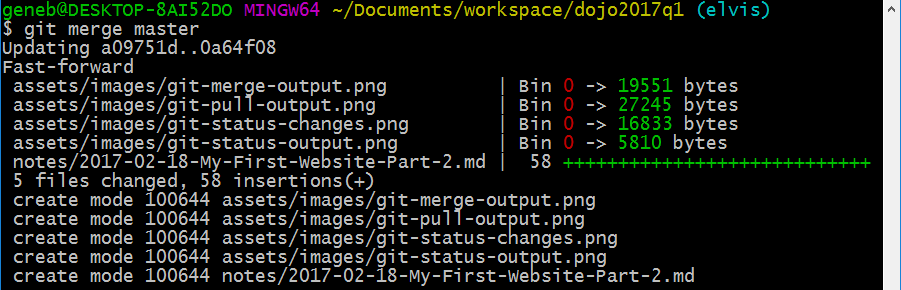 geneb@DESKTOP-8AI52DO MINGW64 ~/Documents/workspace/dojo2017q1 (elvis)
$ git merge master
Updating a09751d..0a64f08
Fast-forward
 assets/images/git-merge-output.png        | Bin 0 -> 19551 bytes
 assets/images/git-pull-output.png         | Bin 0 -> 27245 bytes
 assets/images/git-status-changes.png      | Bin 0 -> 16833 bytes
 assets/images/git-status-output.png       | Bin 0 -> 5810 bytes
 notes/2017-02-18-My-First-Website-Part-2.md |  58 ++++++++++++++++++++++++++++
 5 files changed, 58 insertions(+)
 create mode 100644 assets/images/git-merge-output.png
 create mode 100644 assets/images/git-pull-output.png
 create mode 100644 assets/images/git-status-changes.png
 create mode 100644 assets/images/git-status-output.png
 create mode 100644 notes/2017-02-18-My-First-Website-Part-2.md